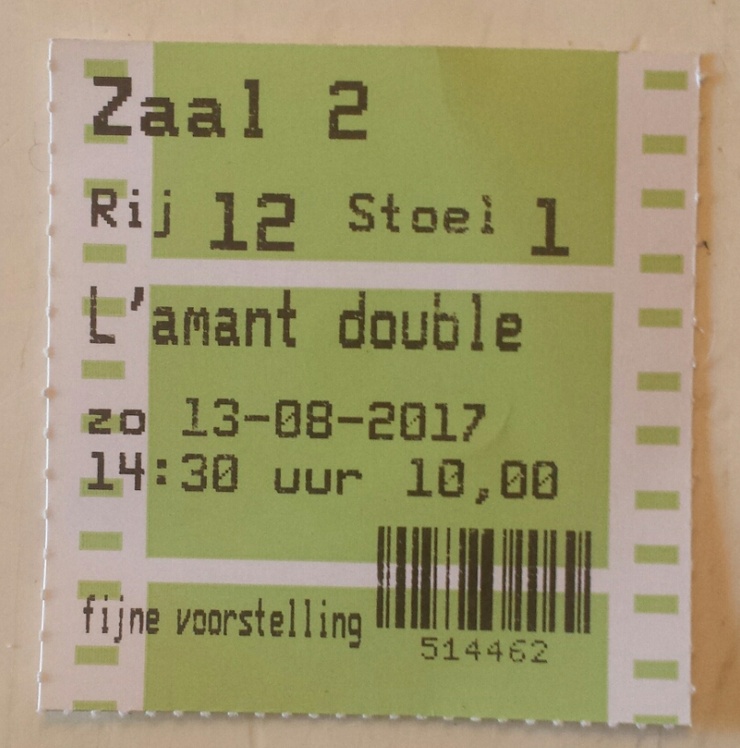 Zaal 2
Rij 12 Stoel 1
L'amant double
zo 13-08-2017
14:30 uur 10,00
fijne voorstelling
514462